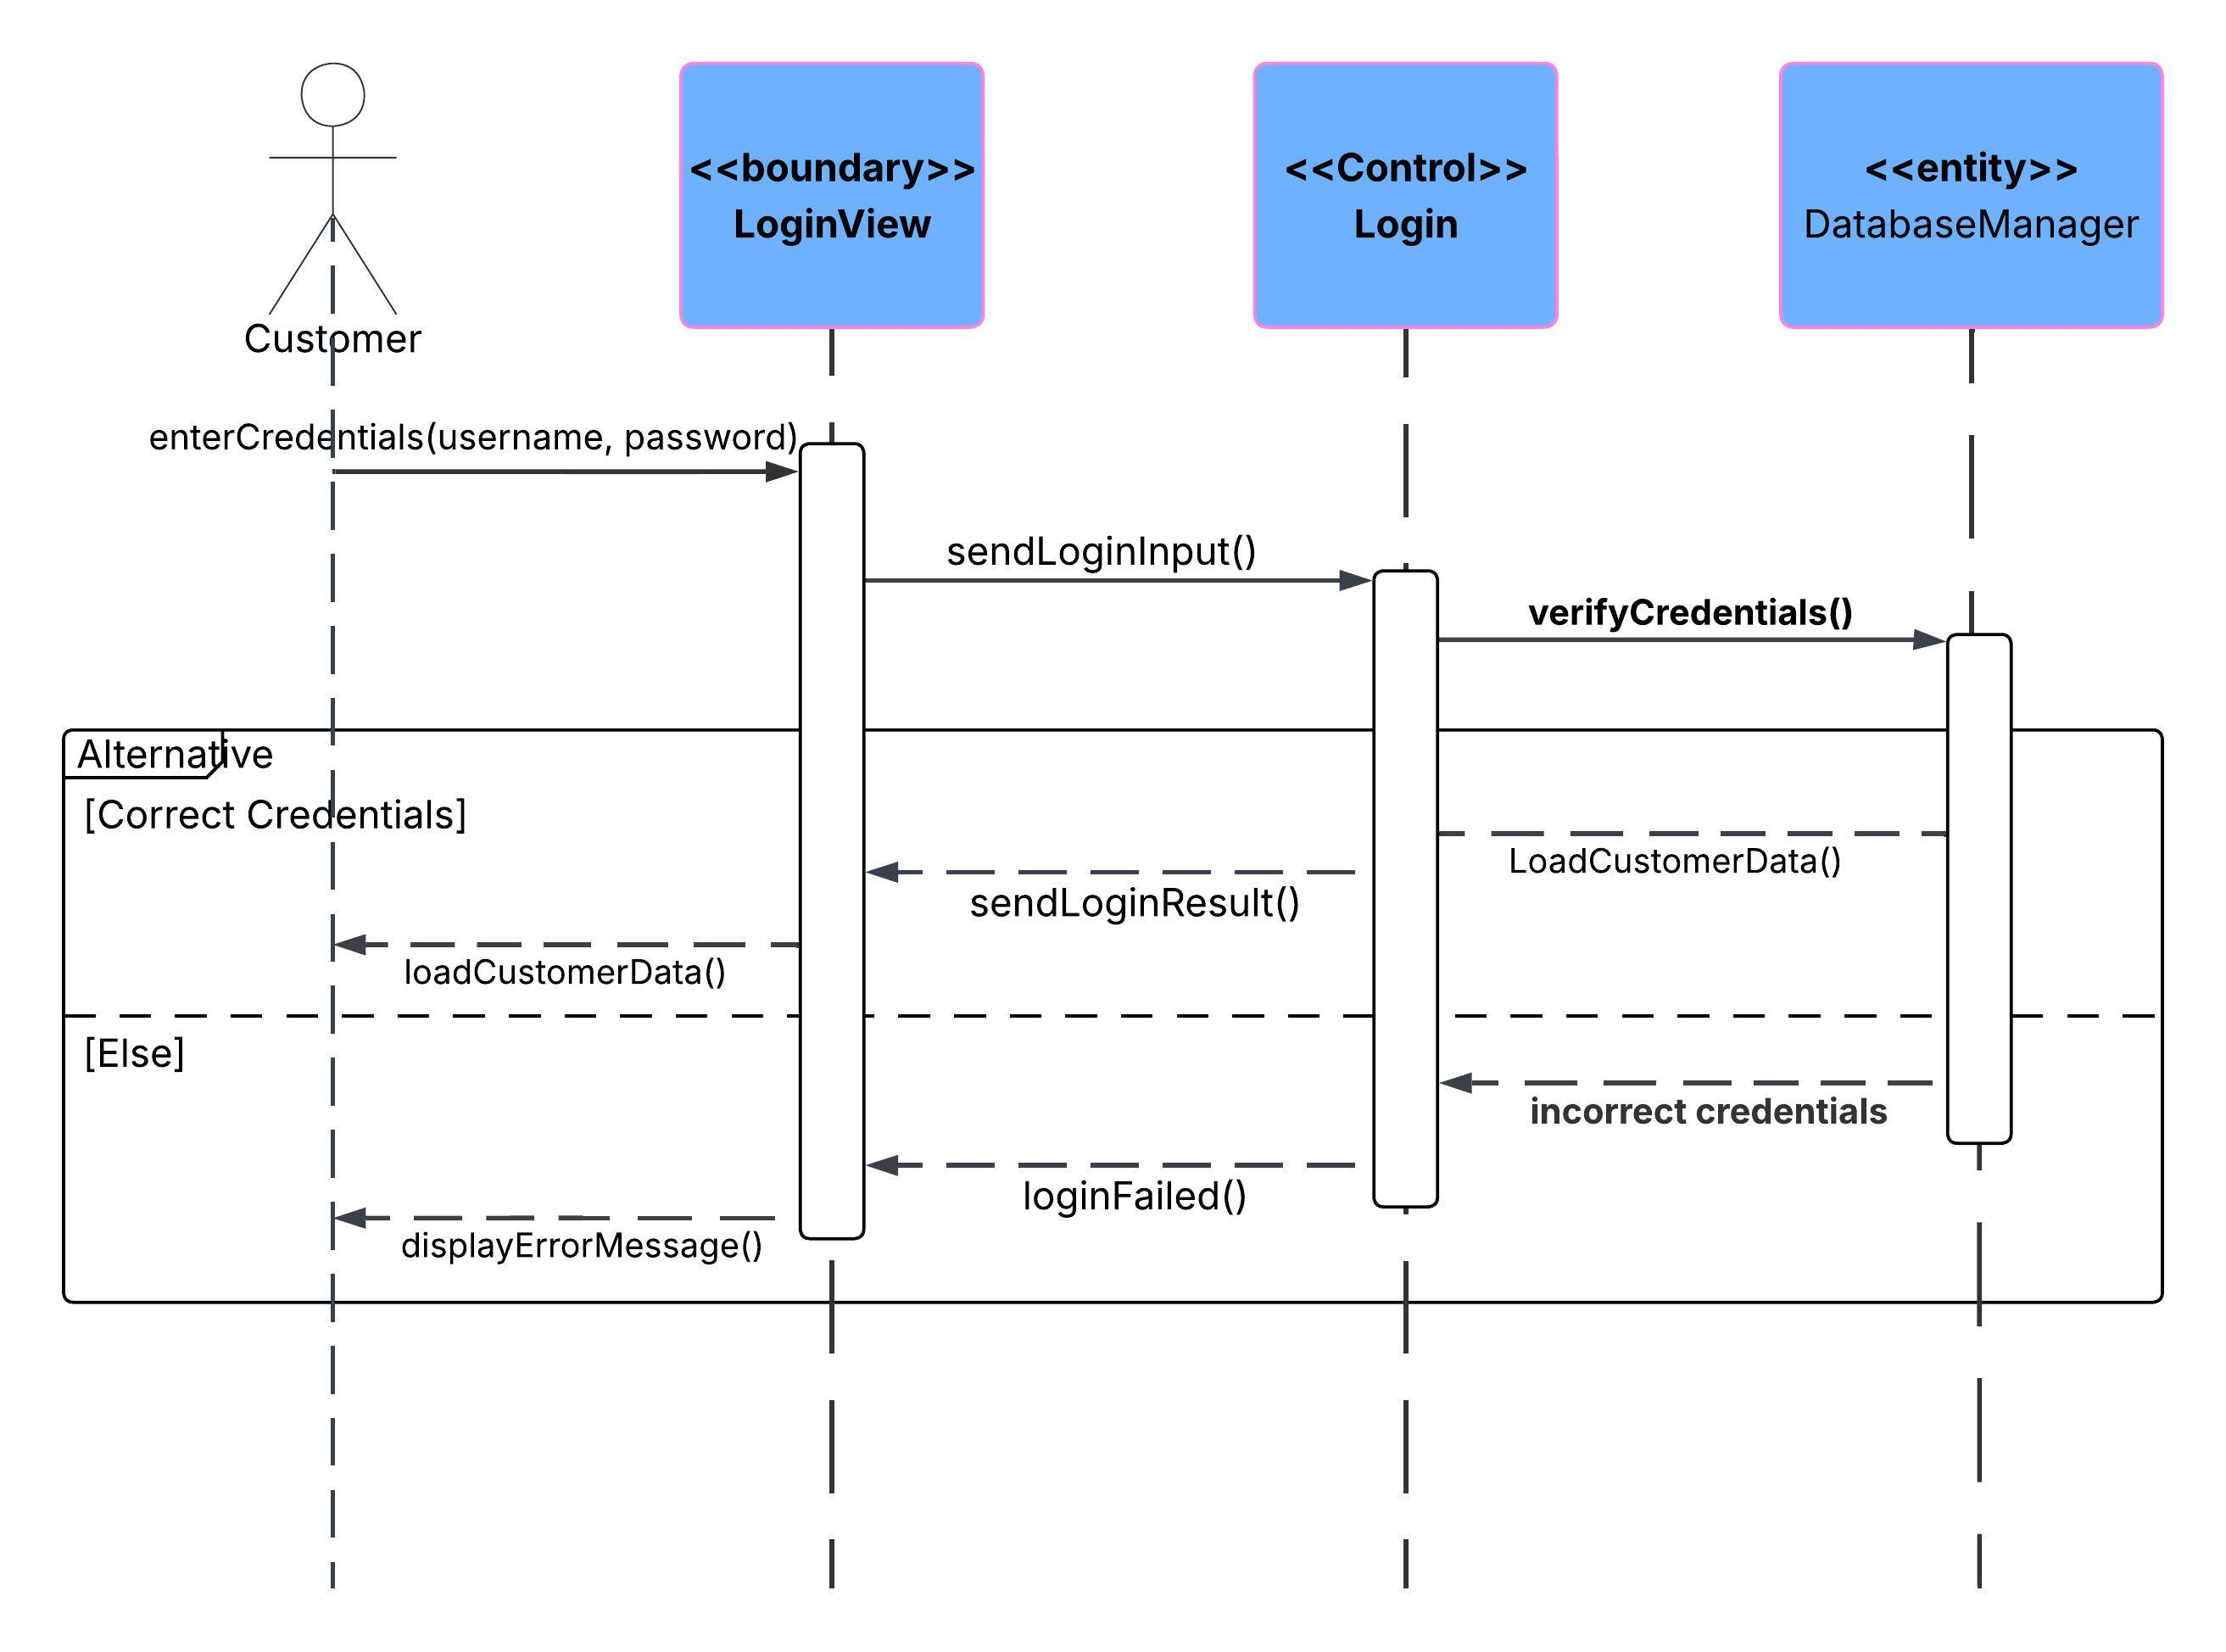 <<boundary>>
LoginView
<<Control>>
Login
<<entity>>
DatabaseManager
Customer
enterCredentials(username, password)
sendLoginInput()
verifyCredentials()
Alternative
[Correct Credentials]
LoadCustomerData()
sendLoginResult()
loadCustomerData()
[Else]
incorrect credentials
loginFailed()
displayErrorMessage()